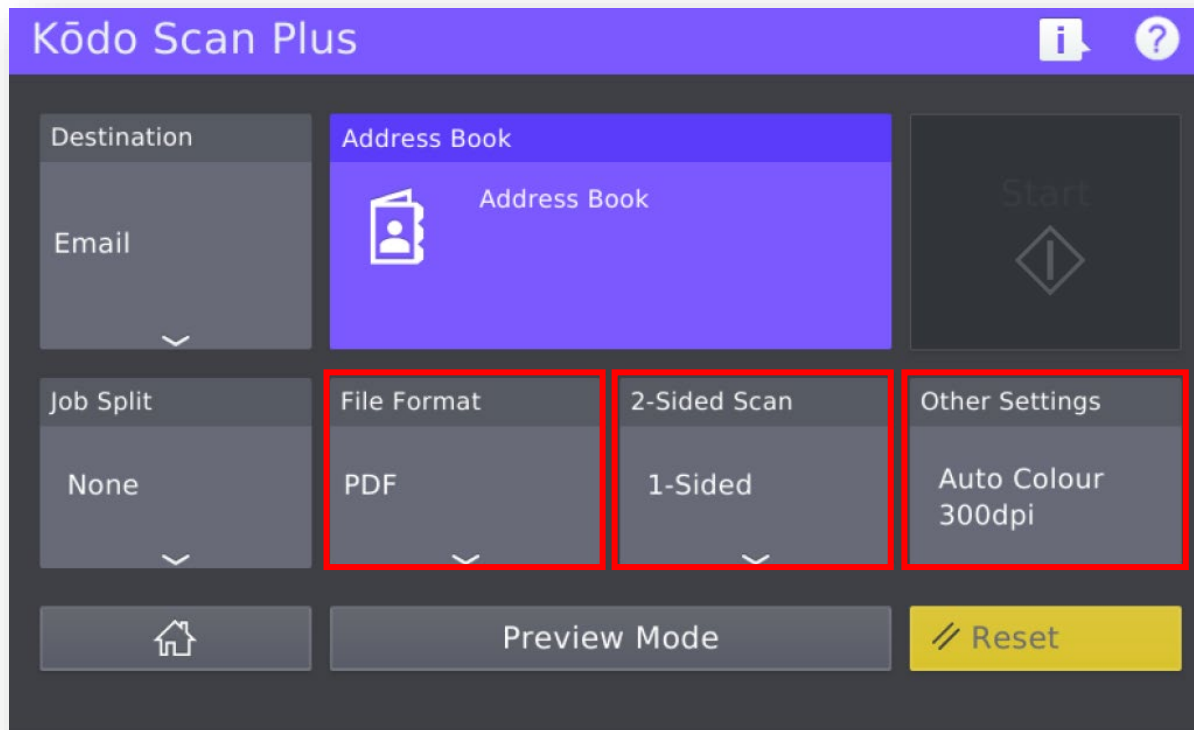 Kōdo Scan Plus
i
?
Destination
Email
Address Book
Address Book
Start
Job Split
None
File Format
PDF
2-Sided Scan
1-Sided
Other Settings
Auto Colour
300dpi
Preview Mode
Reset